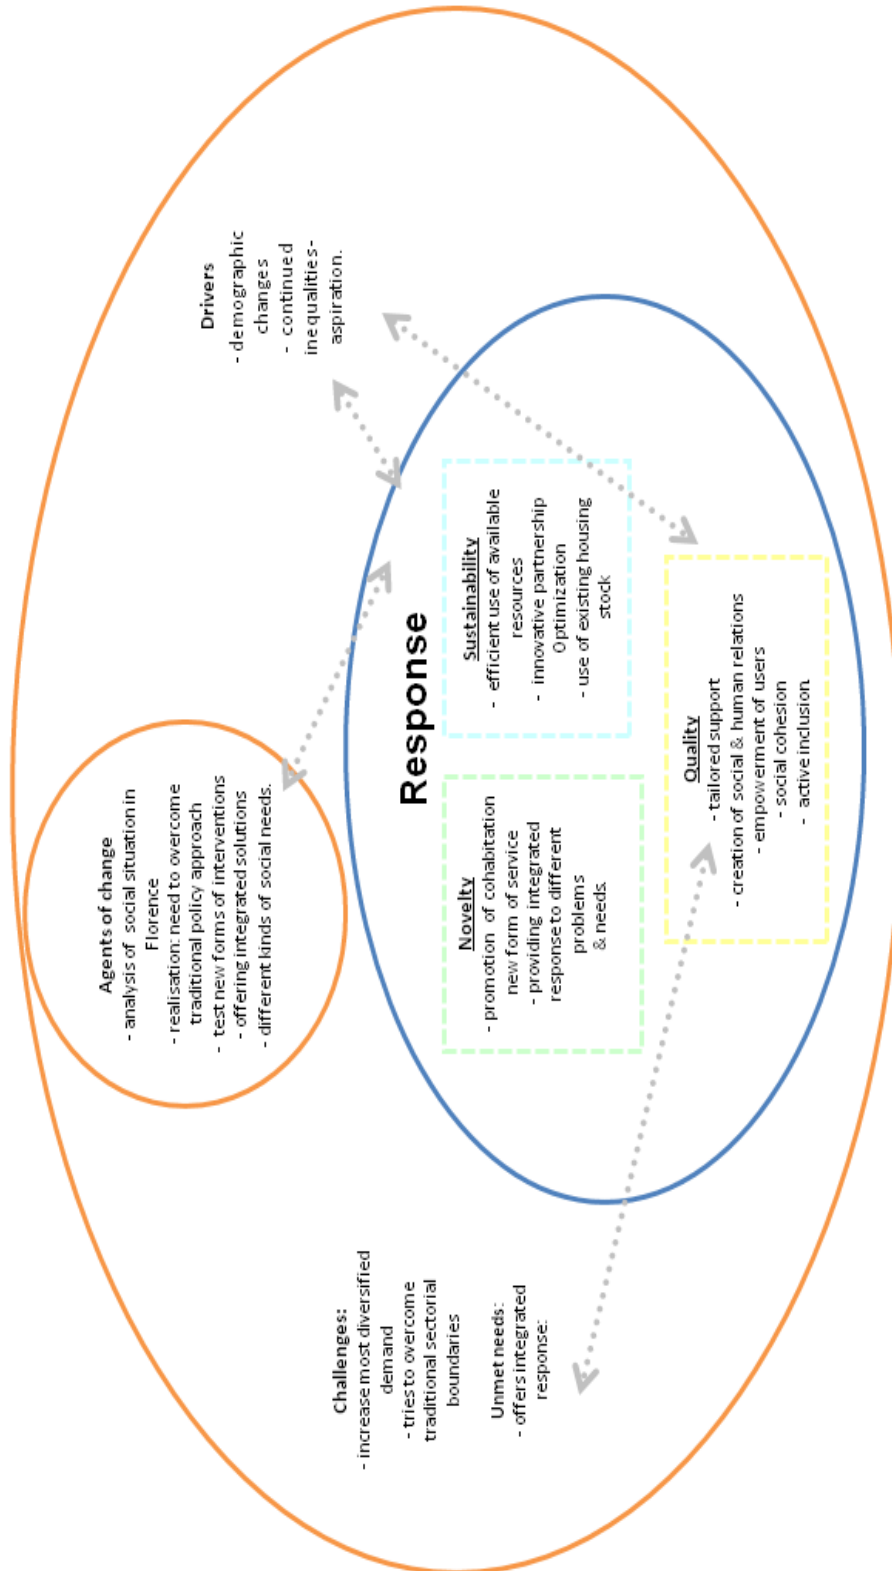 Agents of change
- analysis of social situation in
Florence
- realisation: need to overcome
traditional policy approach
- test new forms of interventions
- offering integrated solutions
- different kinds of social needs.
Drivers
- demographic
changes
- continued
inequalities-
aspiration.
Challenges:
- increase most diversified
demand
- tries to overcome
traditional sectorial
boundaries
Unmet needs:
- offers integrated
response:
Response
Novelty
- promotion of cohabitation
new form of service
- providing integrated
response to different
problems
& needs.
Sustainability
- efficient use of available
resources
- innovative partnership
Optimization
- use of existing housing
stock
Quality
- tailored support
- creation of social & human relations
- empowerment of users
- social cohesion
- active inclusion.